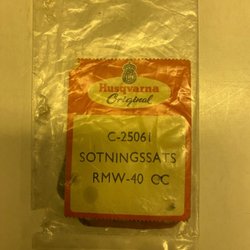 Husqvarna
Original
C-25061
SOTNINGSSATS
RMW-40 CC